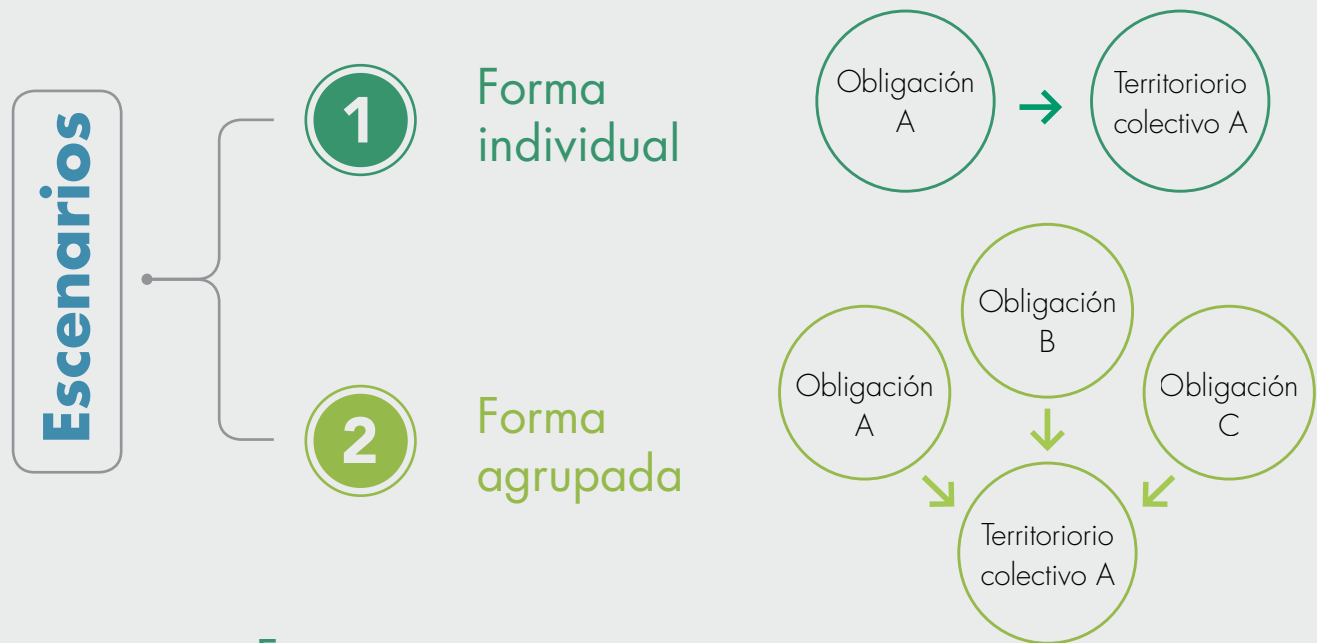 Escenarios
1
Forma
individual
Obligación
A
Territoriorio
colectivo A
2
Forma
agrupada
Obligación
A
Obligación
B
Obligación
C
Territoriorio
colectivo A